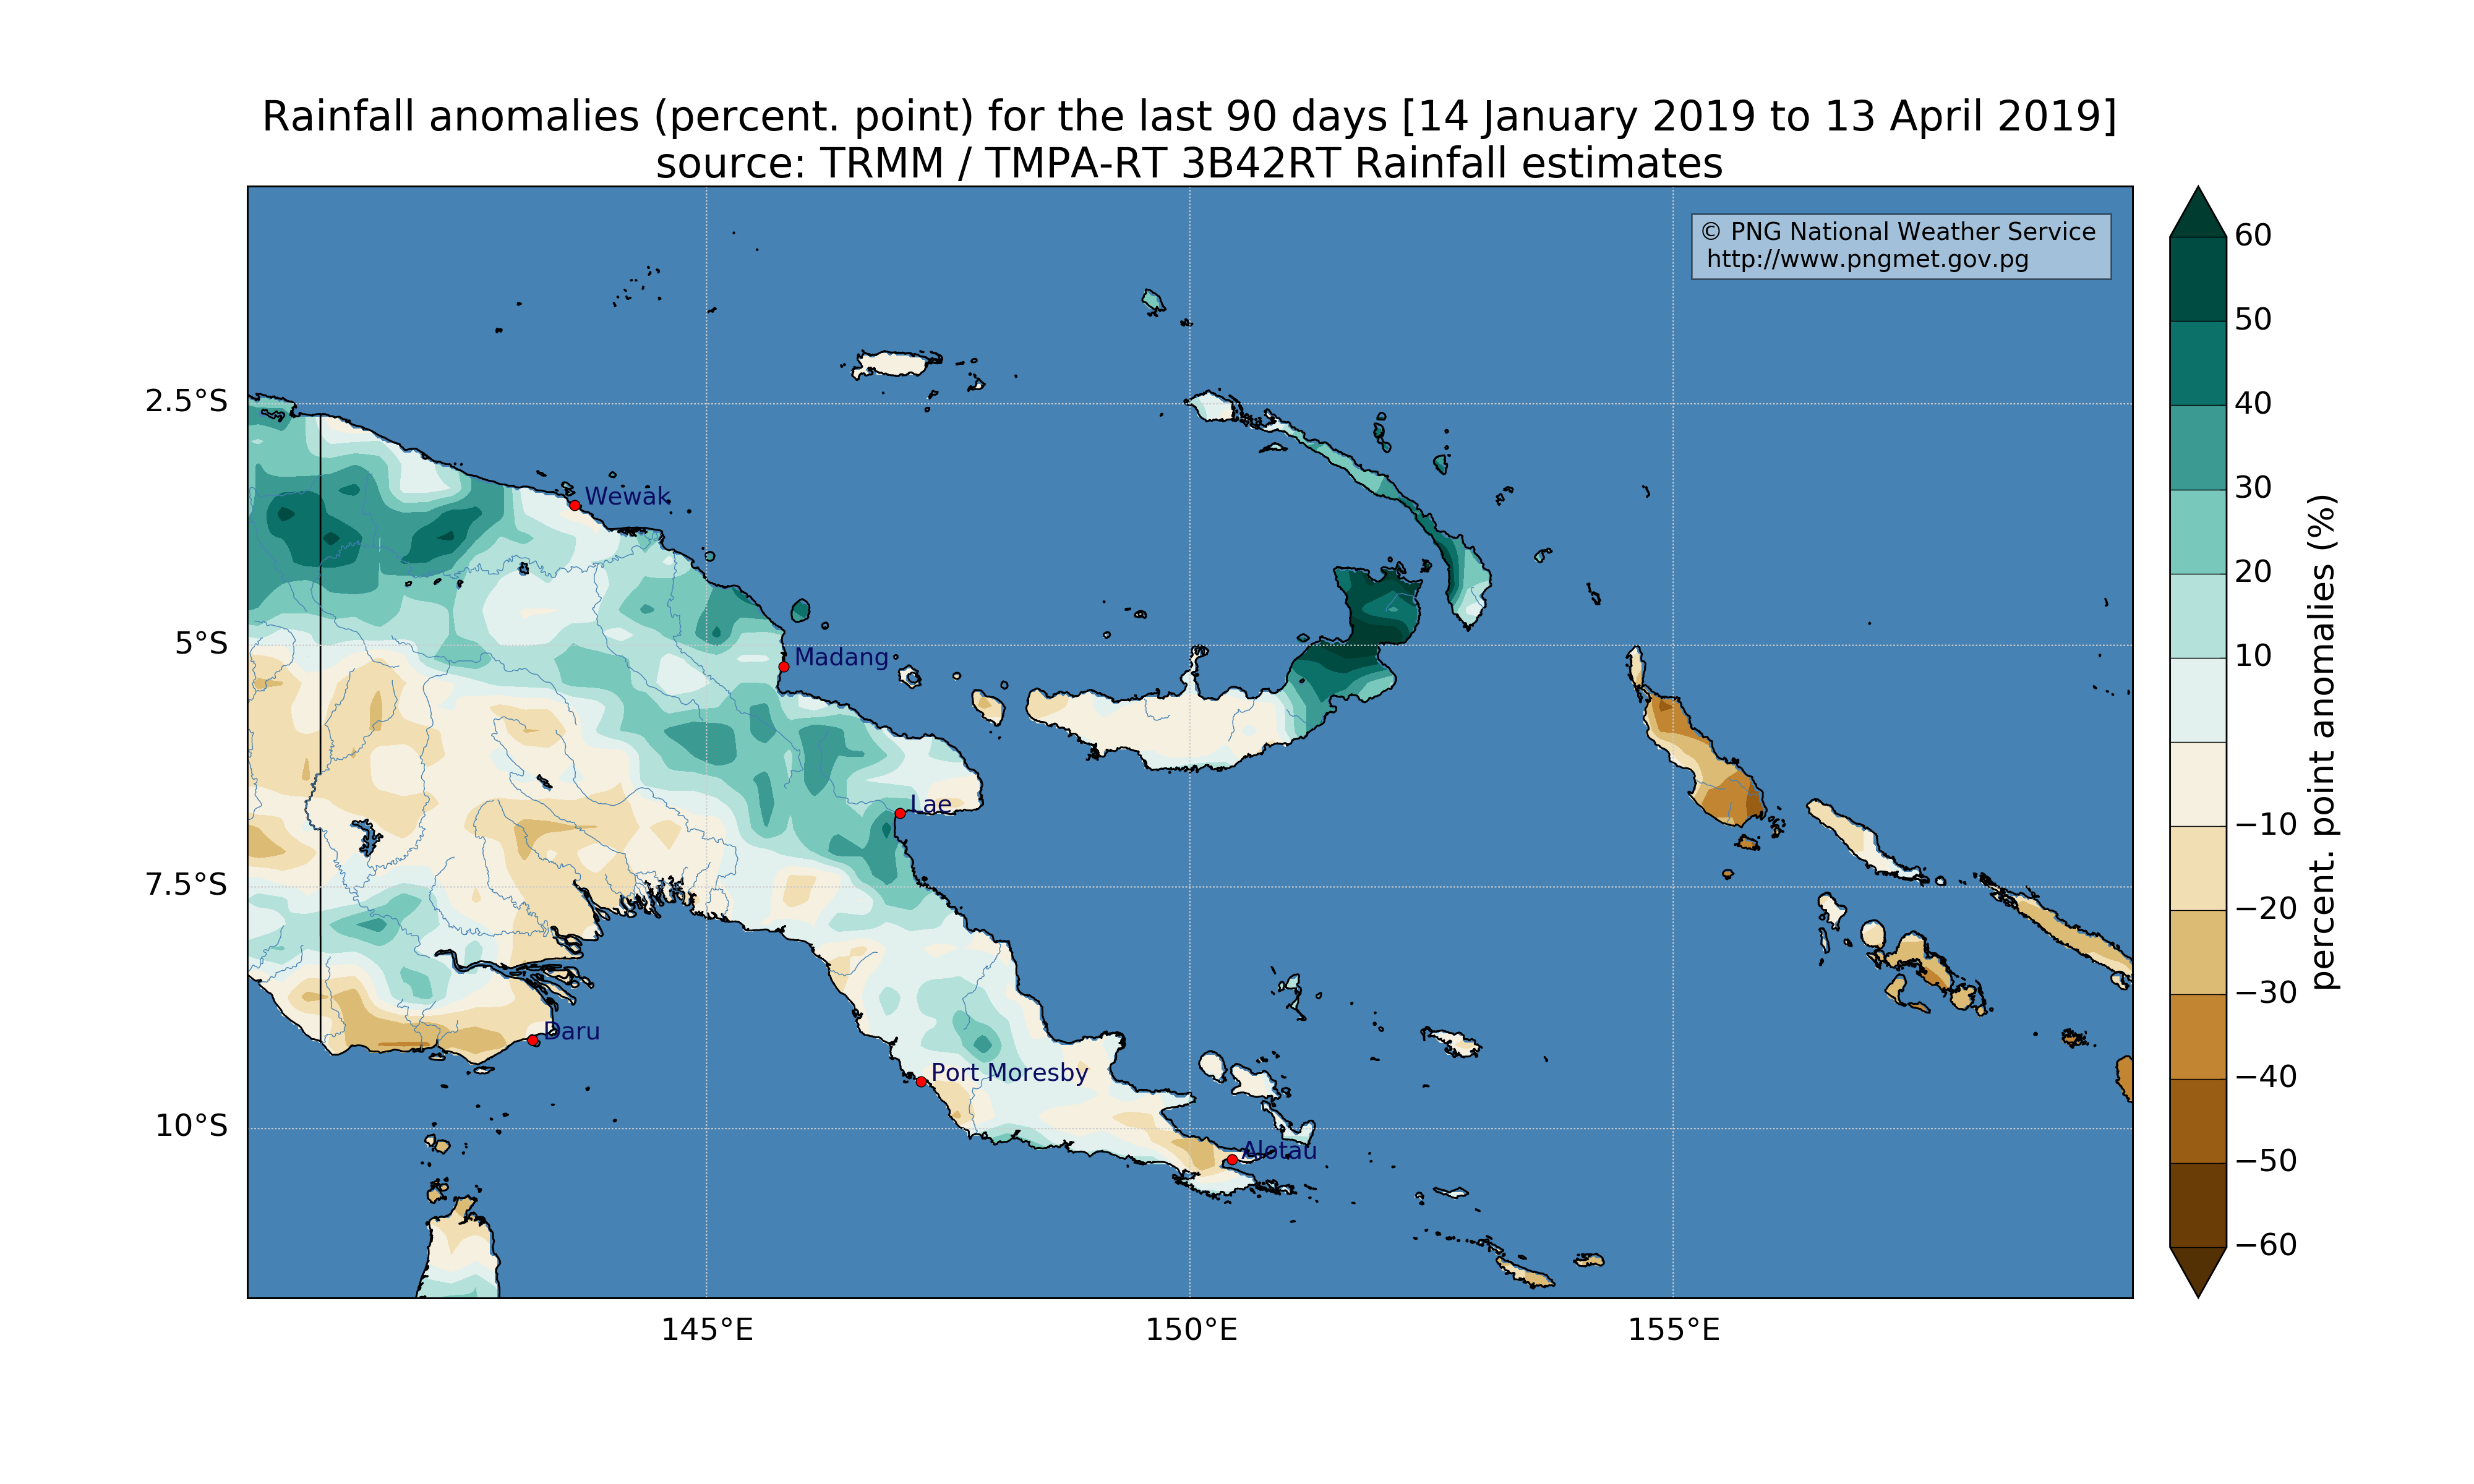 Rainfall anomalies (percent. point) for the last 90 days [14 January 2019 to 13 April 2019]
source: TRMM / TMPA-RT 3B42RT Rainfall estimates
© PNG National Weather Service
http://www.pngmet.gov.pg
2.5°S
5°S
7.5°S
10°S
Wewak
Madang
Lae
Daru
Port Moresby
Alotau
145°E
150°E
155°E
60
50
40
30
20
10
−10
−20
−30
−40
−50
−60
percent. point anomalies (%)